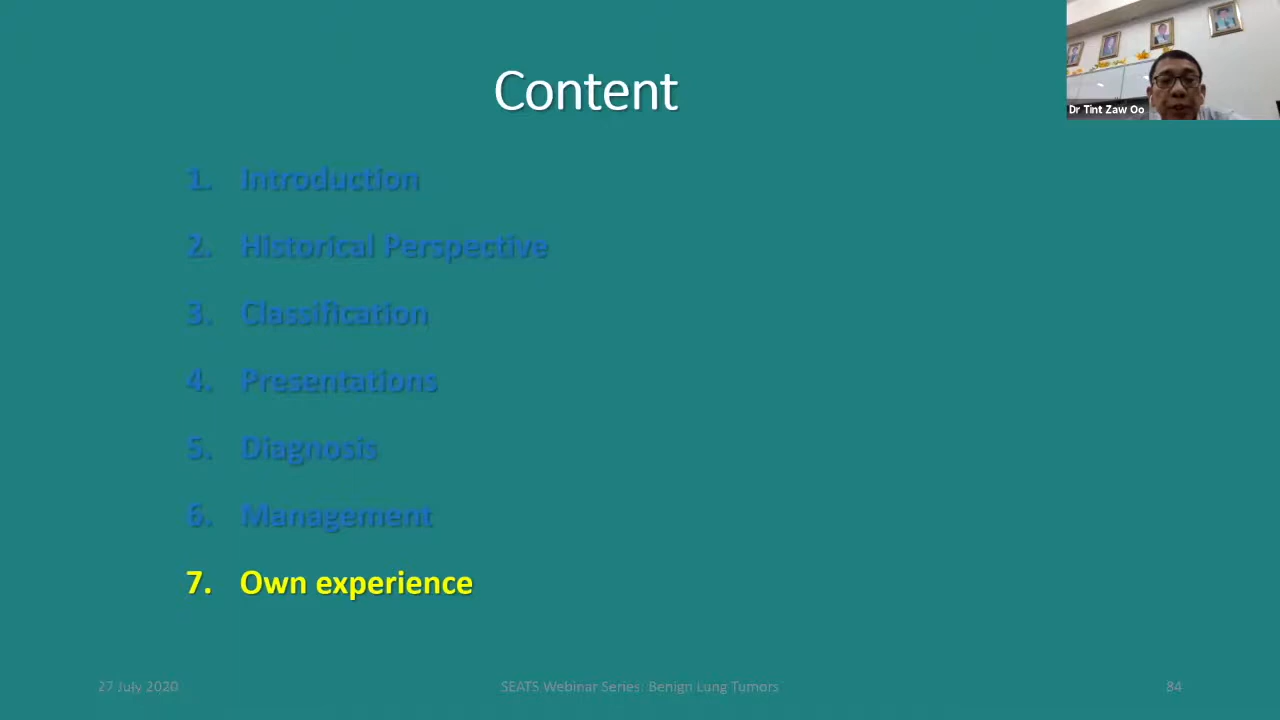 Content
Dr Tint Zaw Oo
1. Introduction
2. Historical Perspective
3. Classification
4. Presentations
5. Diagnosis
6. Management
7. Own experience
27 July 2020
SEATS Webinar Series: Benign Lung Tumors
84